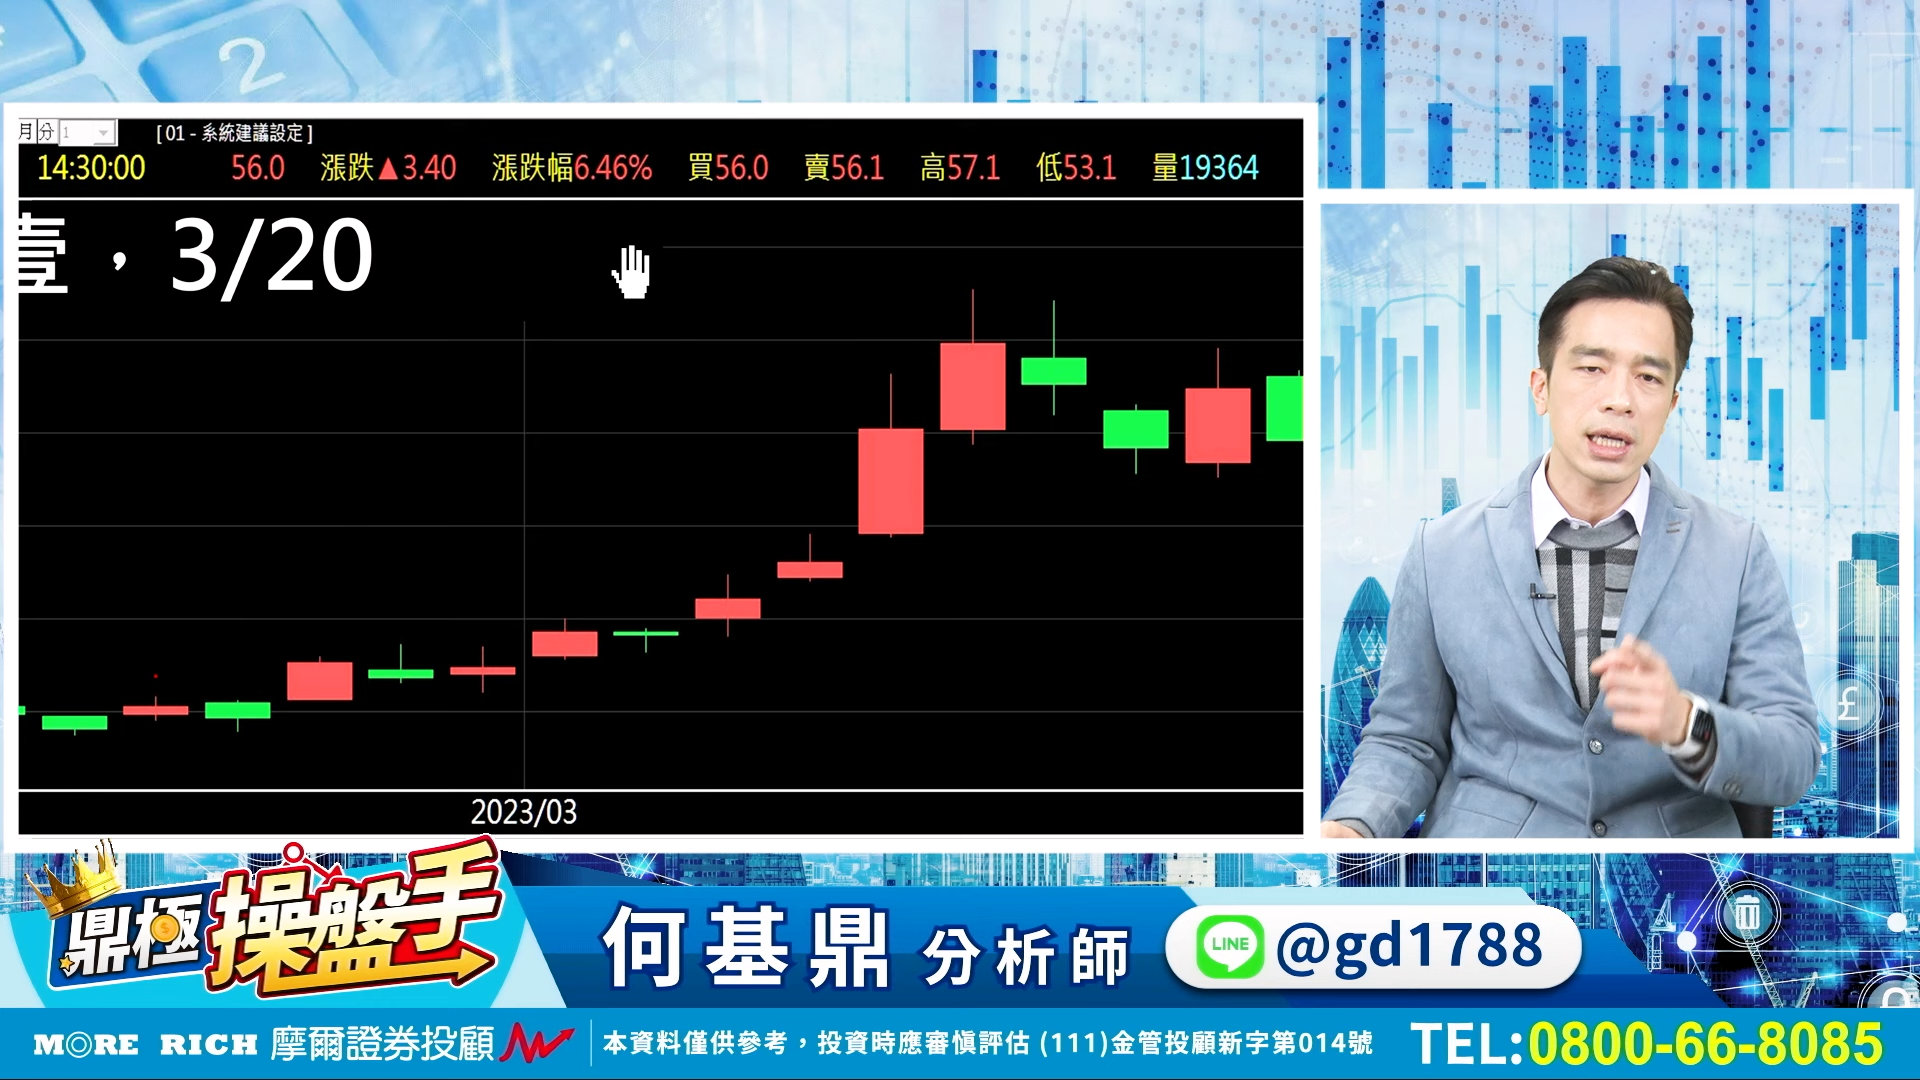 2
月 分 1 [ 01 - 系統建議設定 ]
14:30:00 56.0 漲跌▲3.40 漲跌幅6.46% 買56.0 賣56.1 高57.1 低53.1 量19364
壹，3/20
2023/03
£
鼎極操盤手
何基鼎 分析師 LINE @gd1788
MORE RICH 摩爾證券投顧 本資料僅供參考，投資時應審慎評估 (111)金管投顧新字第014號 TEL:0800-66-8085